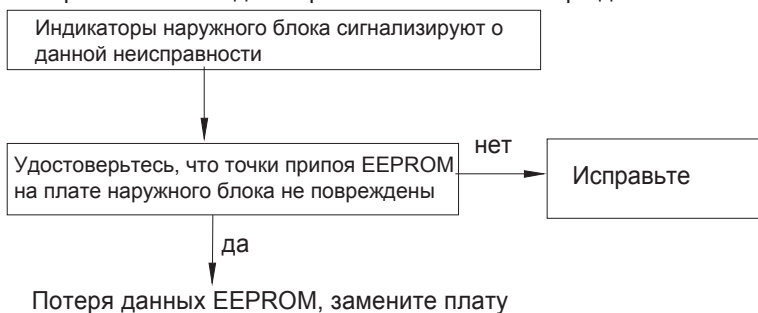 Индикаторы наружного блока сигнализируют о
данной неисправности
Удостоверьтесь, что точки припоя EEPROM
на плате наружного блока не повреждены
нет
Исправьте
да
Потеря данных EEPROM, замените плату